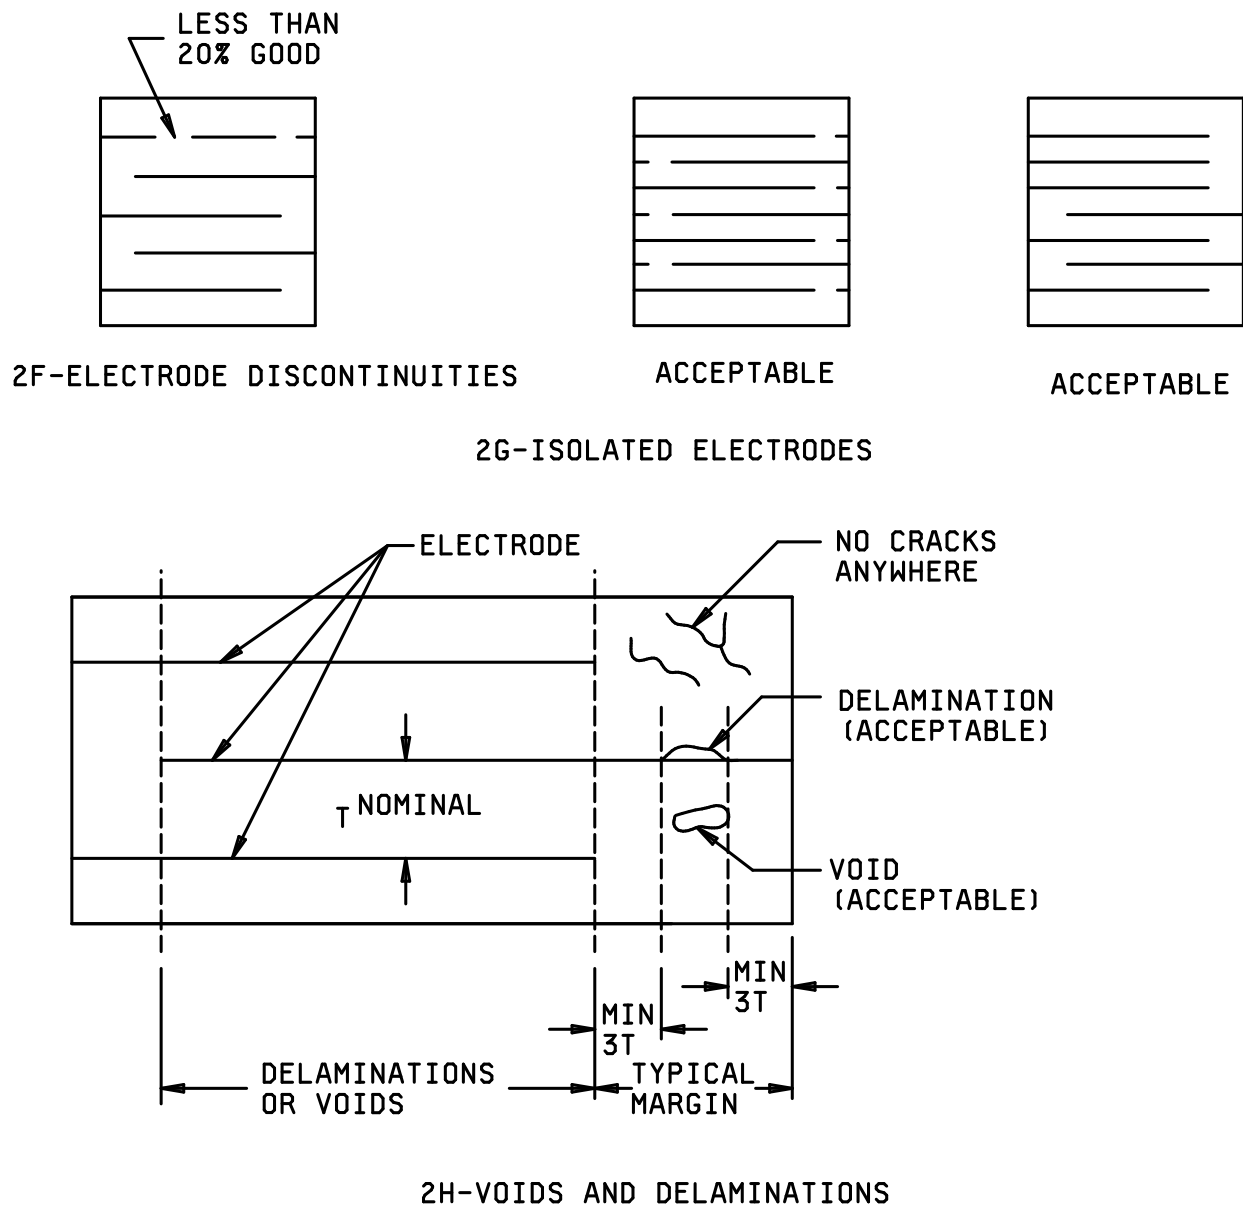 LESS THAN
20% GOOD
2F-ELECTRODE DISCONTINUITIES
ACCEPTABLE
ACCEPTABLE
2G-ISOLATED ELECTRODES
ELECTRODE
NO CRACKS
ANYWHERE
DELAMINATION
(ACCEPTABLE)
T NOMINAL
VOID
(ACCEPTABLE)
MIN
3T
MIN
3T
DELAMINATIONS
OR VOIDS
TYPICAL
MARGIN
2H-VOIDS AND DELAMINATIONS